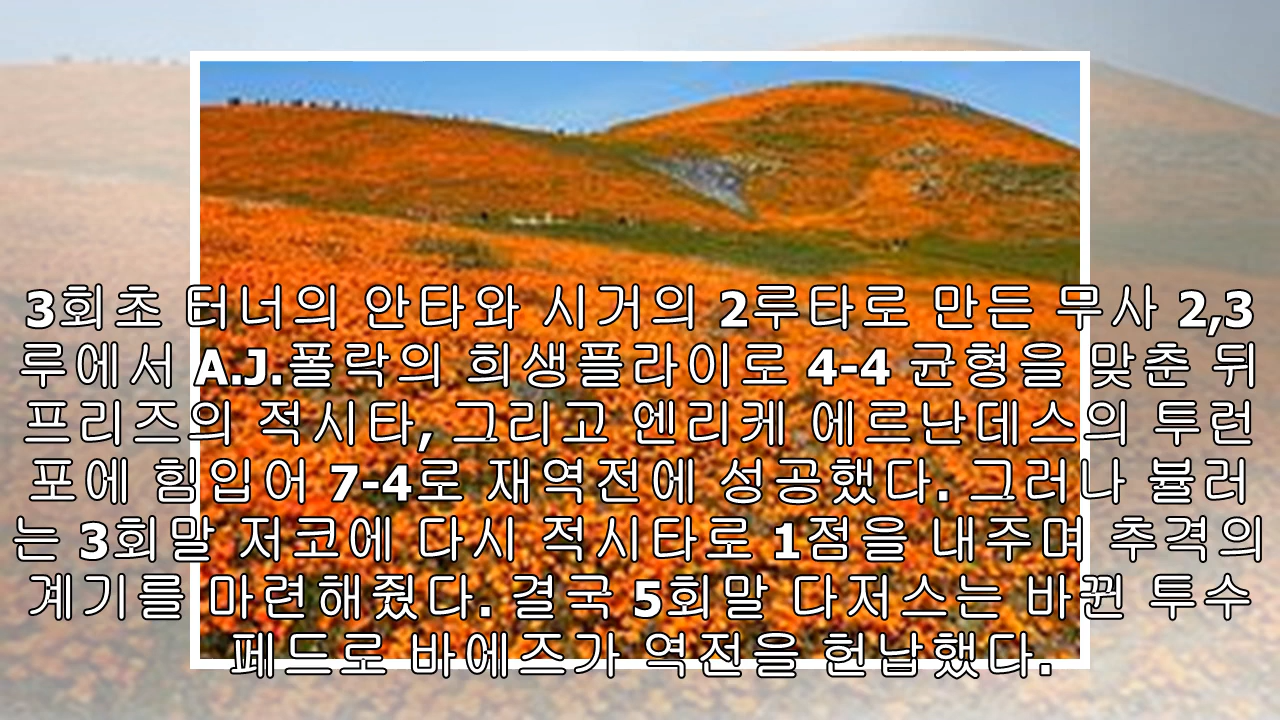 3회초 터너의 안타와 시거의 2루타로 만든 무사 2,3
루에서 A.J.폴락의 희생플라이로 4-4 균형을 맞춘 뒤
프리즈의 적시타, 그리고 엔리케 에르난데스의 투런
포에 힘입어 7-4로 재역전에 성공했다. 그러나 뷸러
는 3회말 저코에 다시 적시타로 1점을 내주며 추격의
계기를 마련해줬다. 결국 5회말 다저스는 바뀐 투수
페드로 바에즈가 역전을 헌납했다.